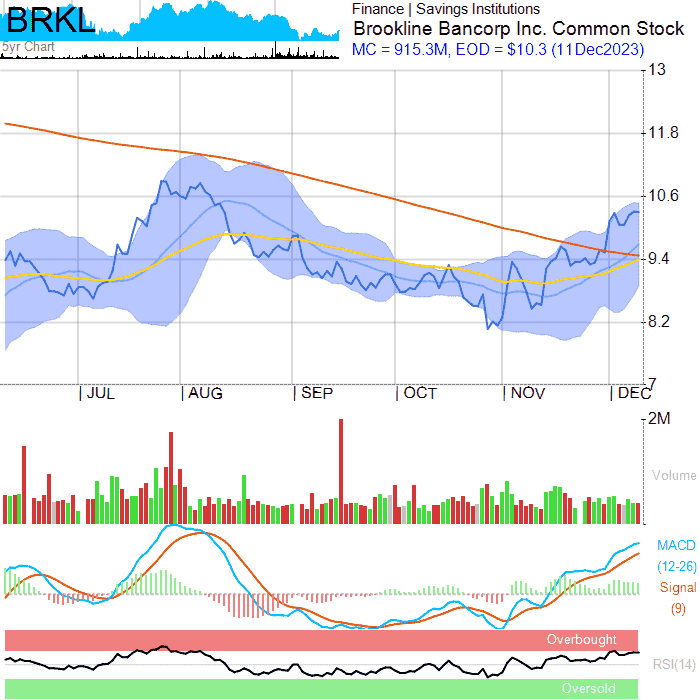 BRKL
5yr Chart
Finance | Savings Institutions
Brookline Bancorp Inc. Common Stock
MC = 915.3M, EOD = $10.3 (11Dec2023)
13
11.8
10.6
9.4
8.2
7
| JUL | AUG | SEP | OCT | NOV | DEC
2M
Volume
MACD
(12-26)
Signal
(9)
Overbought
RSI(14)
Oversold